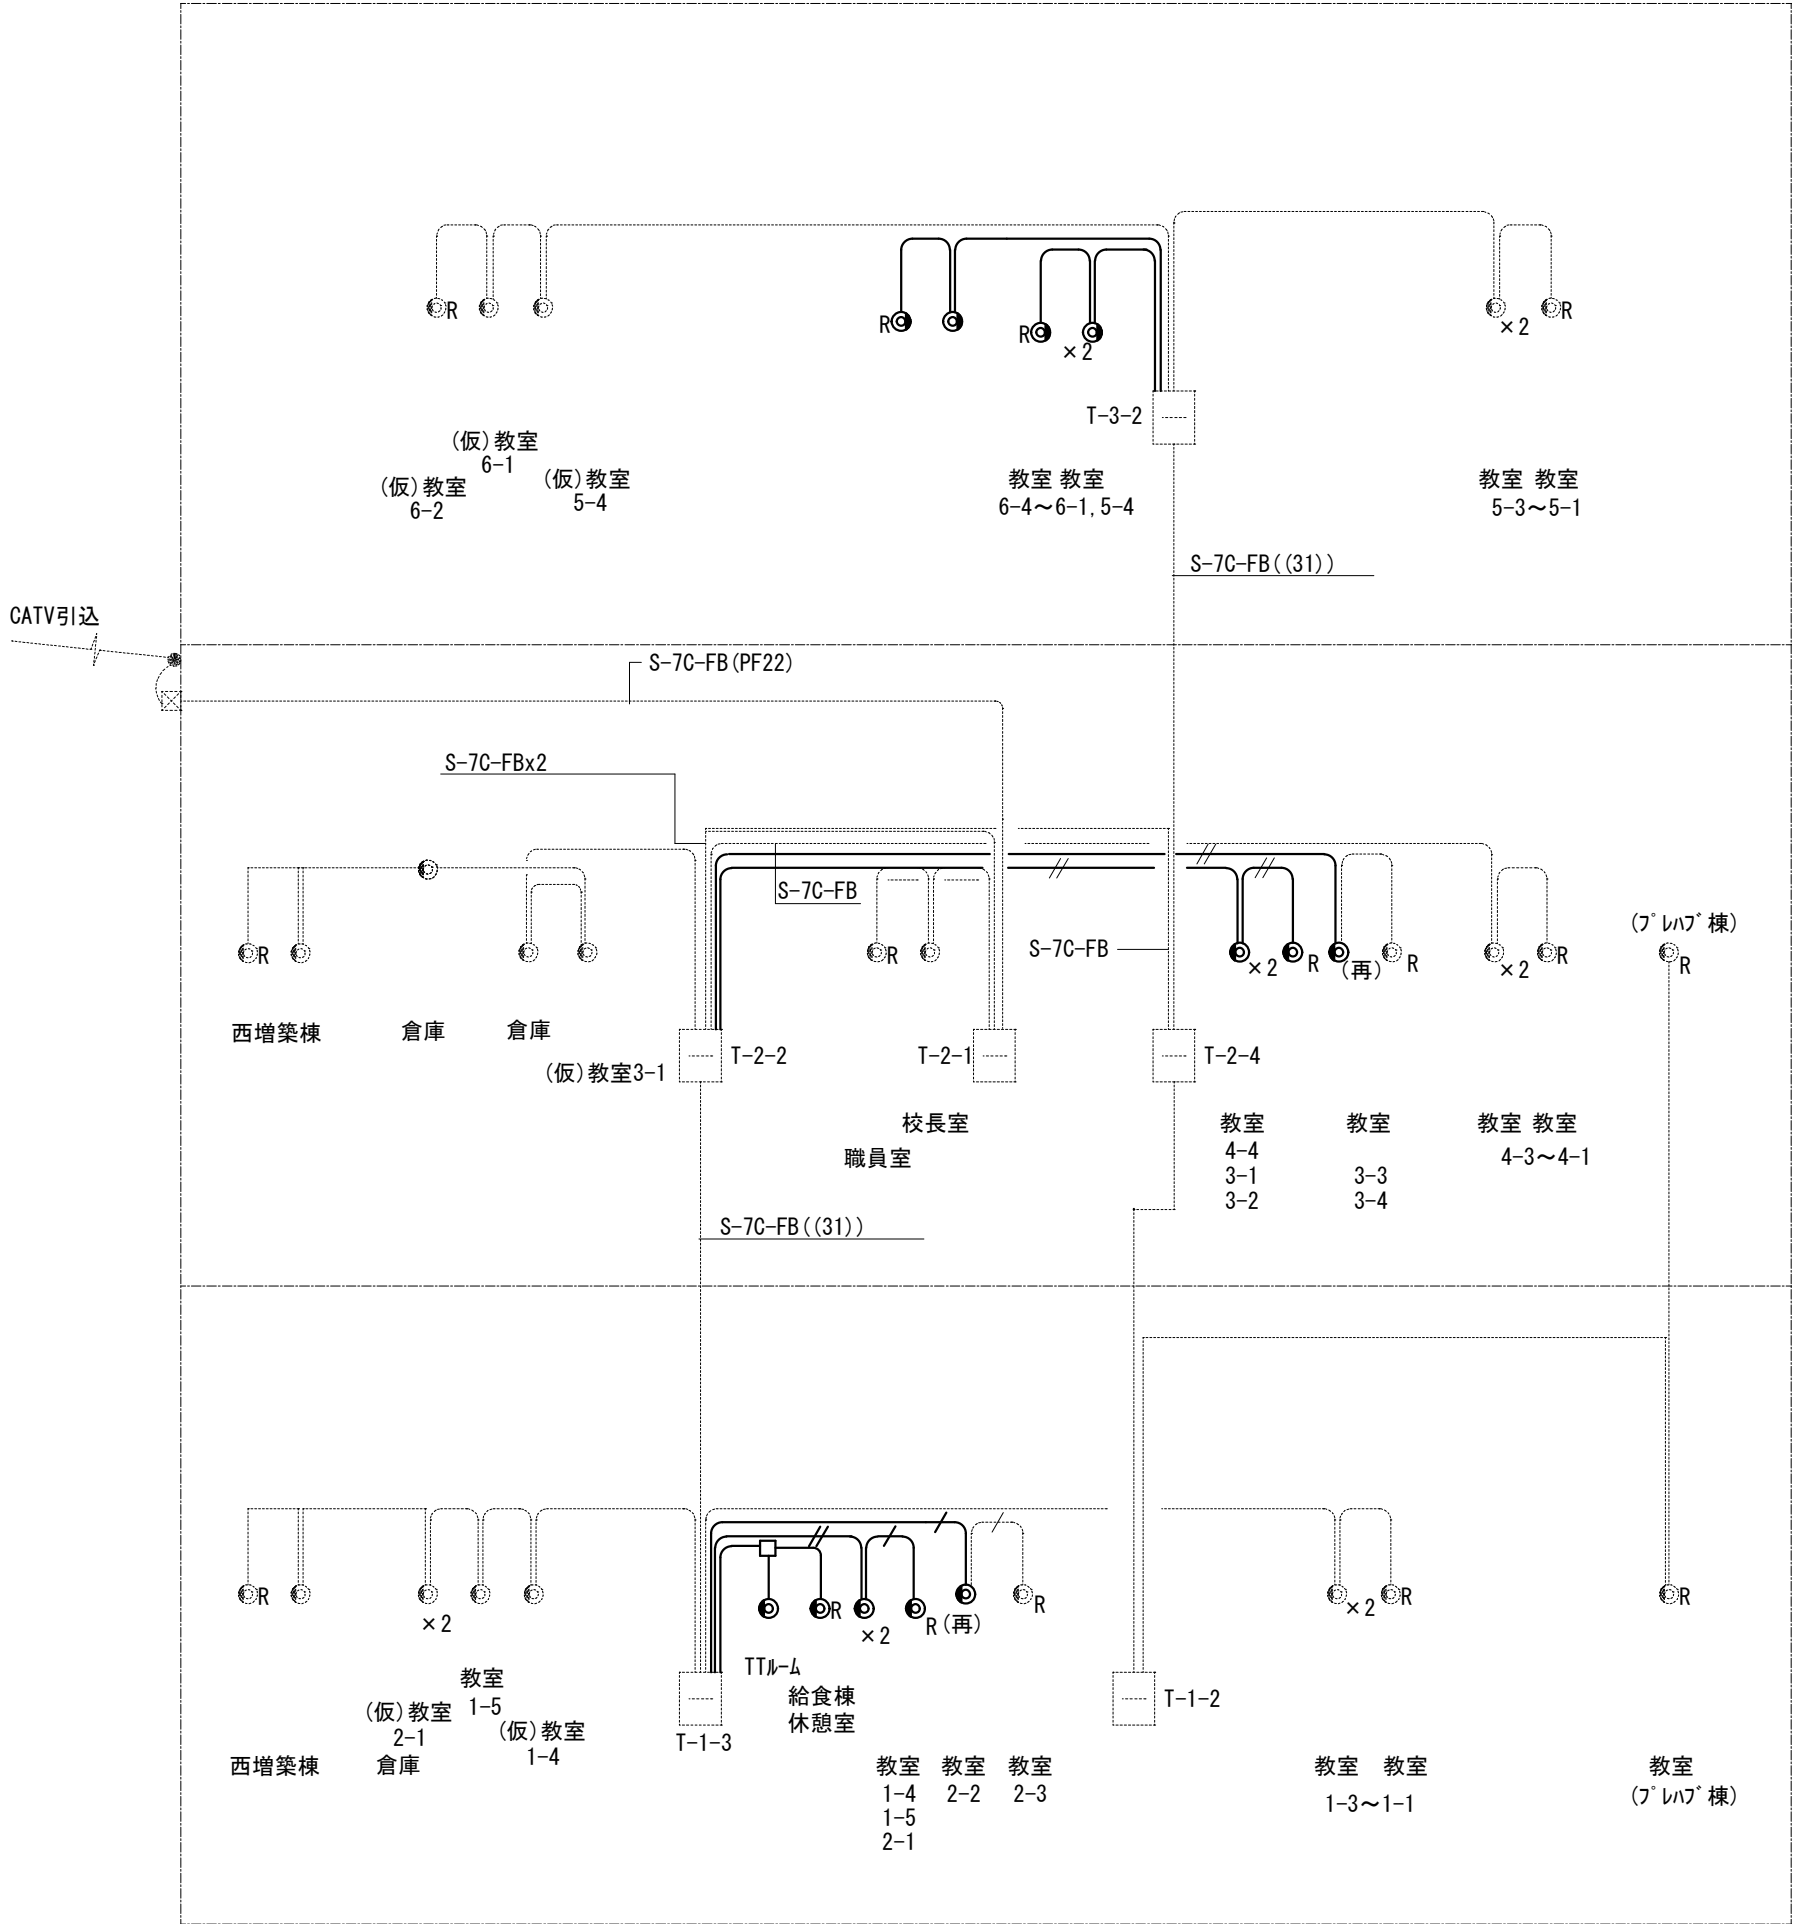 R
R
R
×2
×2
R
T-3-2
(仮)教室
6-1
(仮)教室
6-2
(仮)教室
5-4
教室 教室
6-4～6-1,5-4
教室 教室
5-3～5-1
S-7C-FB((31))
CATV引込
S-7C-FB(PF22)
S-7C-FBx2
S-7C-FB
S-7C-FB
R
R
×2
R
(再)
R
×2
R
(プレハブ棟)
R
西増築棟
倉庫
倉庫
(仮)教室3-1
T-2-2
T-2-1
T-2-4
校長室
職員室
教室
4-4
3-1
3-2
教室
3-3
3-4
教室 教室
4-3～4-1
S-7C-FB((31))
R
×2
R
×2
R(再)
R
×2
R
R
TTルーム
給食棟
休憩室
T-1-3
T-1-2
教室
1-5
(仮)教室
2-1
(仮)教室
1-4
西増築棟
倉庫
教室
1-4
1-5
2-1
教室
2-2
教室
2-3
教室 教室
1-3～1-1
教室
(プレハブ棟)